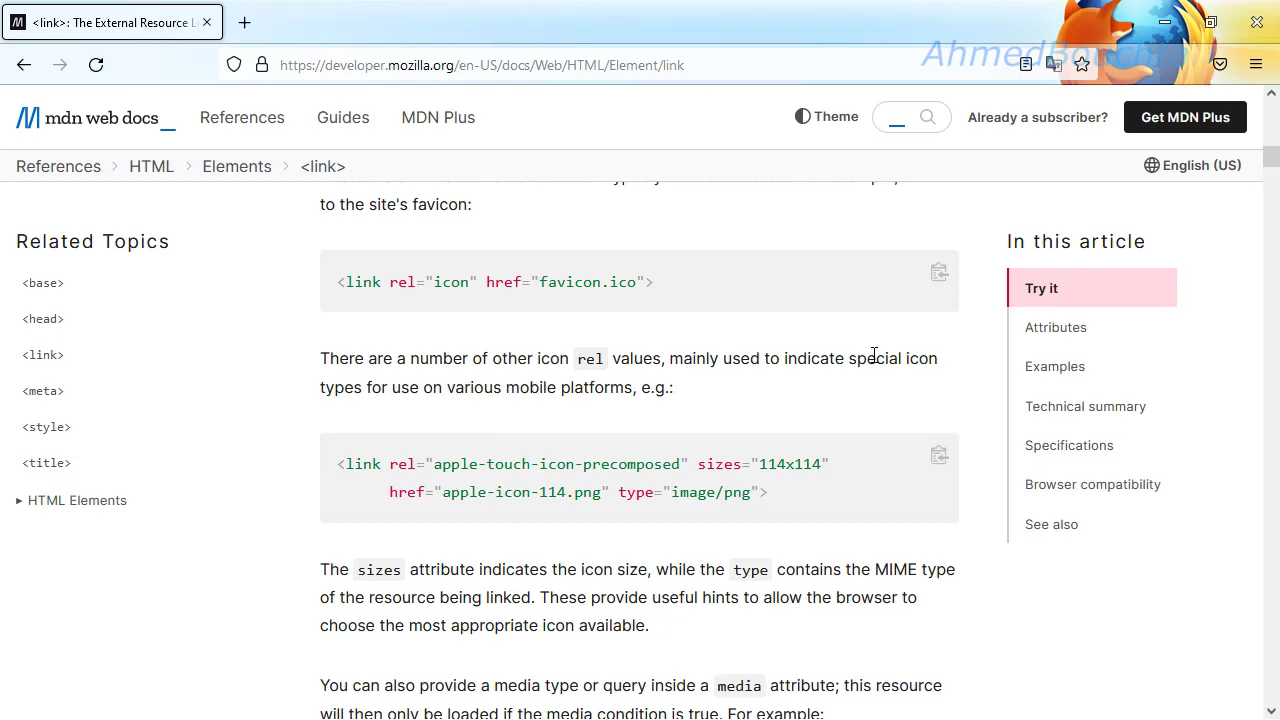 <link>: The External Resource Li
https://developer.mozilla.org/en-US/docs/Web/HTML/Element/link
mdn web docs
References
Guides
MDN Plus
Theme
Already a subscriber?
Get MDN Plus
References
HTML
Elements
<link>
English (US)
to the site's favicon:
Related Topics
<base>
<head>
<link>
<meta>
<style>
<title>
HTML Elements
<link rel="icon" href="favicon.ico">
There are a number of other icon rel values, mainly used to indicate special icon
types for use on various mobile platforms, e.g.:
<link rel="apple-touch-icon-precomposed" sizes="114x114"
href="apple-icon-114.png" type="image/png">
The sizes attribute indicates the icon size, while the type contains the MIME type
of the resource being linked. These provide useful hints to allow the browser to
choose the most appropriate icon available.
You can also provide a media type or query inside a media attribute; this resource
will then only be loaded if the media condition is true. For example:
In this article
Try it
Attributes
Examples
Technical summary
Specifications
Browser compatibility
See also